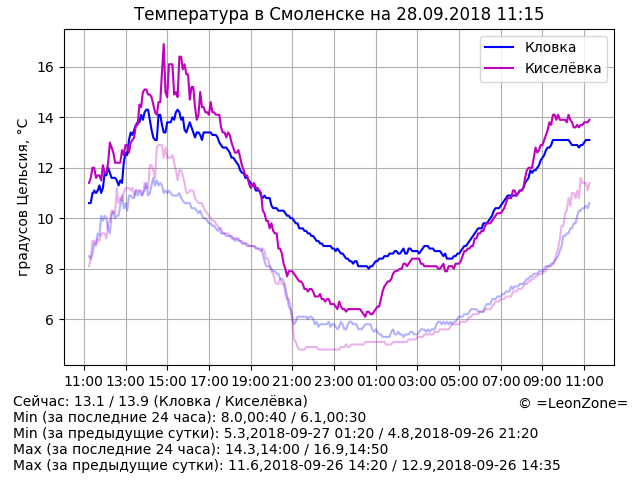 Температура в Смоленске на 28.09.2018 11:15
Кловка
Киселёвка
градусов Цельсия, °C
16
14
12
10
8
6
11:00 13:00 15:00 17:00 19:00 21:00 23:00 01:00 03:00 05:00 07:00 09:00 11:00
Сейчас: 13.1 / 13.9 (Кловка / Киселёвка)
© =LeonZone=
Min (за последние 24 часа): 8.0,00:40 / 6.1,00:30
Min (за предыдущие сутки): 5.3,2018-09-27 01:20 / 4.8,2018-09-26 21:20
Max (за последние 24 часа): 14.3,14:00 / 16.9,14:50
Max (за предыдущие сутки): 11.6,2018-09-26 14:20 / 12.9,2018-09-26 14:35